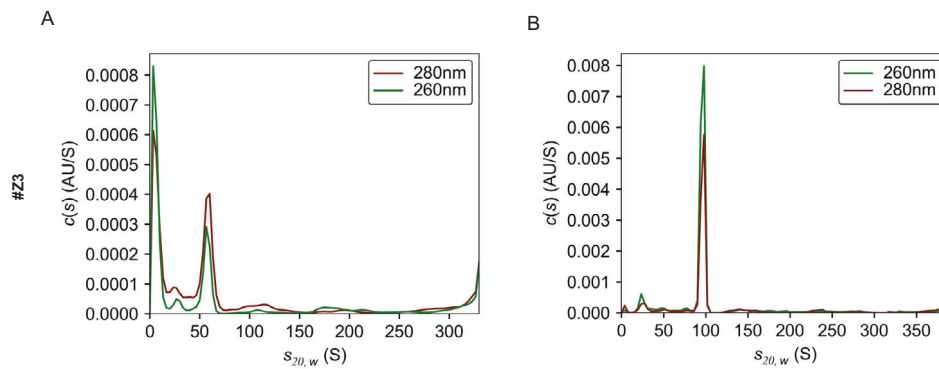 A
B
#Z3
c(s) (AU/S)
0.0008
0.0007
0.0006
0.0005
0.0004
0.0003
0.0002
0.0001
0.0000
280nm
260nm
0 50 100 150 200 250 300
s20, w (S)
c(s) (AU/S)
0.008
0.007
0.006
0.005
0.004
0.003
0.002
0.001
0.000
260nm
280nm
0 50 100 150 200 250 300 350
s20, w (S)